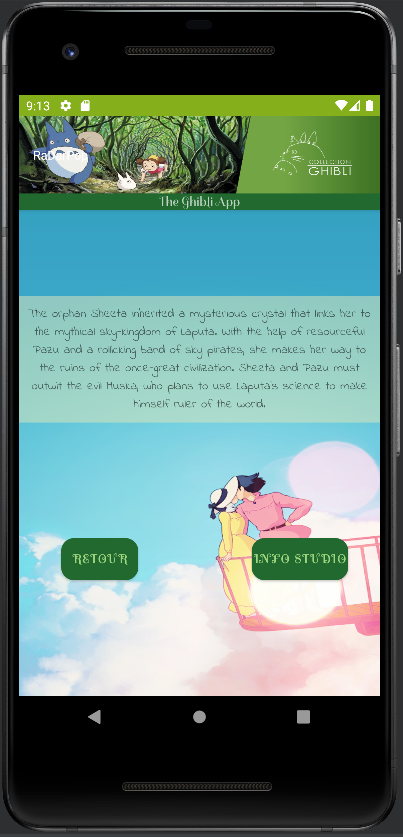 9:13
COLLECTION
GHIBLI
The Ghibli App
The orphan Sheeta inherited a mysterious crystal that links her to
the mythical sky-kingdom of Laputa. With the help of resourceful
Pazu and a rollicking band of sky pirates, she makes her way to
the ruins of the once-great civilization. Sheeta and Pazu must
outwit the evil Muska, who plans to use Laputa's science to make
himself ruler of the world.
RETOUR
INFO STUDIO